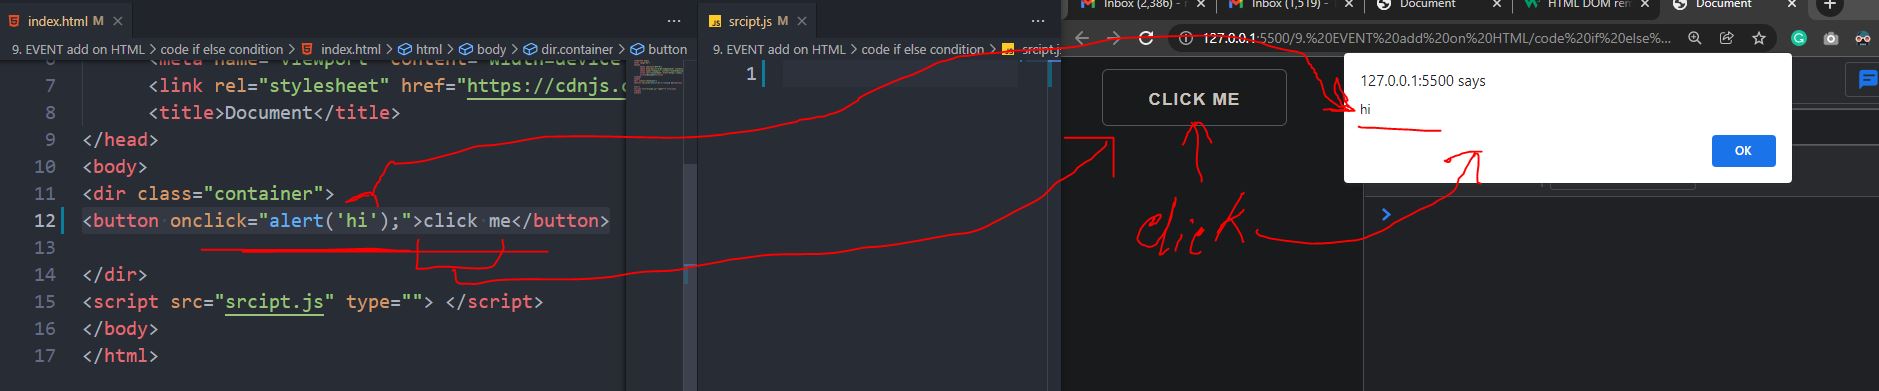 index.html M
srcipt.js M
Inbox (2,386) -
Inbox (1,519) -
Document
HTML DOM rem
Document
9. EVENT add on HTML > code if else condition > index.html > html > body > dir.container > button
9. EVENT add on HTML > code if else condition > srcipt.js
127.0.0.1:5500/9.%20EVENT%20add%20on%20HTML/code%20if%20else%...
6 <meta name="viewport" content="width=device
7 <link rel="stylesheet" href="https://cdnjs.c
8 <title>Document</title>
9 </head>
10 <body>
11 <dir class="container">
12 <button onclick="alert('hi');">click me</button>
13
14 </dir>
15 <script src="srcipt.js" type=""> </script>
16 </body>
17 </html>
1
CLICK ME
click
127.0.0.1:5500 says
hi
OK